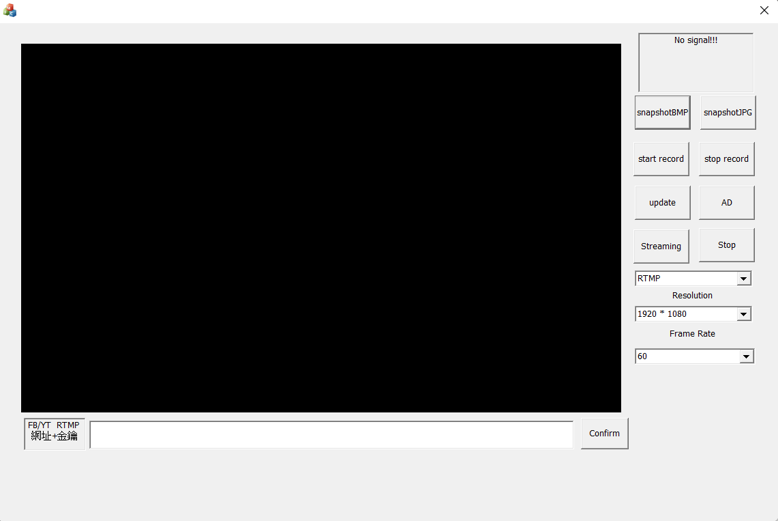 No signal!!!
snapshotBMP
snapshotJPG
start record
stop record
update
AD
Streaming
Stop
RTMP
Resolution
1920 * 1080
Frame Rate
60
FB/YT RTMP
網址+金鑰
Confirm